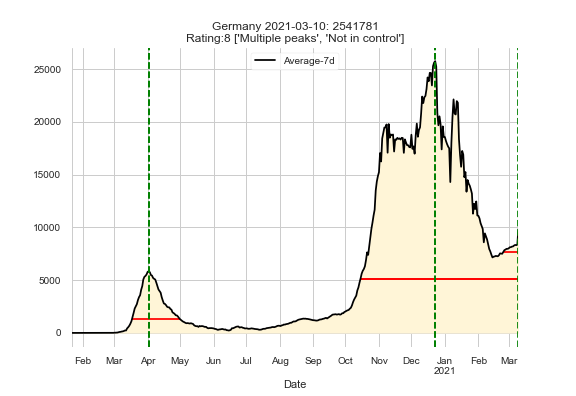 Germany 2021-03-10: 2541781
Rating:8 ['Multiple peaks', 'Not in control']
Average-7d
25000
20000
15000
10000
5000
0
Feb Mar Apr May Jun Jul Aug Sep Oct Nov Dec Jan Feb Mar
2021
Date